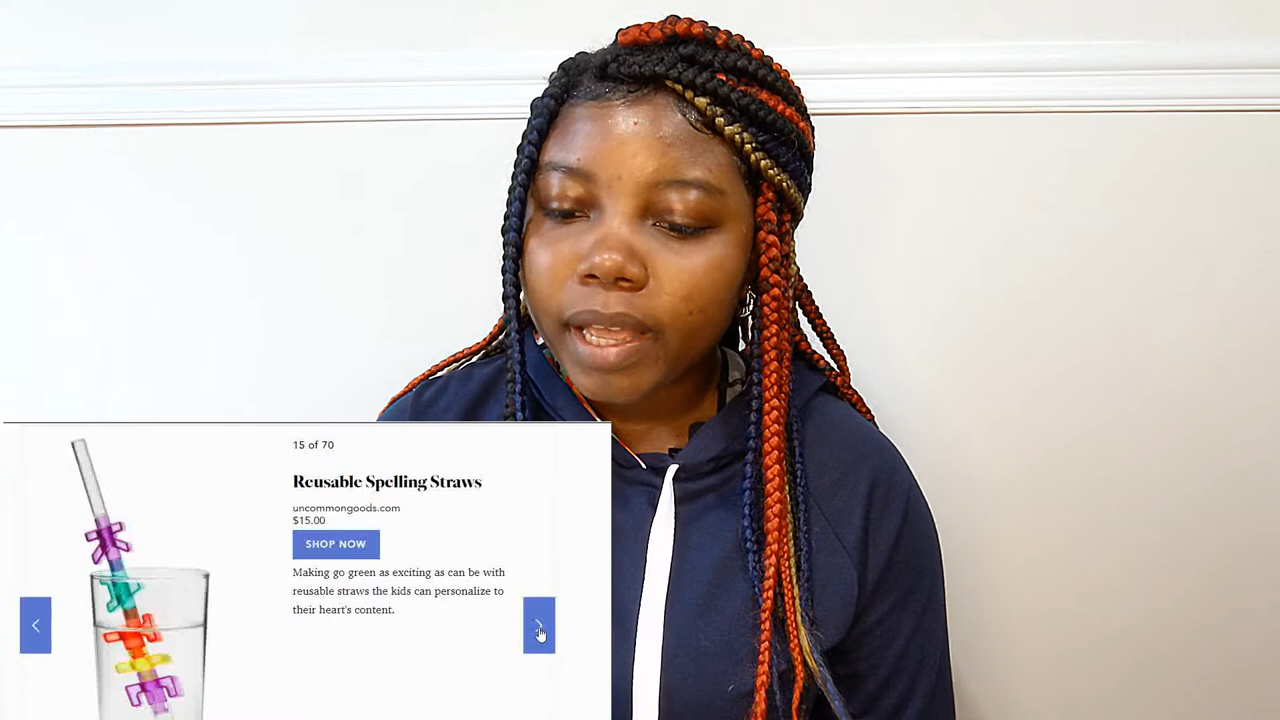 15 of 70
Reusable Spelling Straws
uncommongoods.com
$15.00
SHOP NOW
Making go green as exciting as can be with
reusable straws the kids can personalize to
their heart's content.